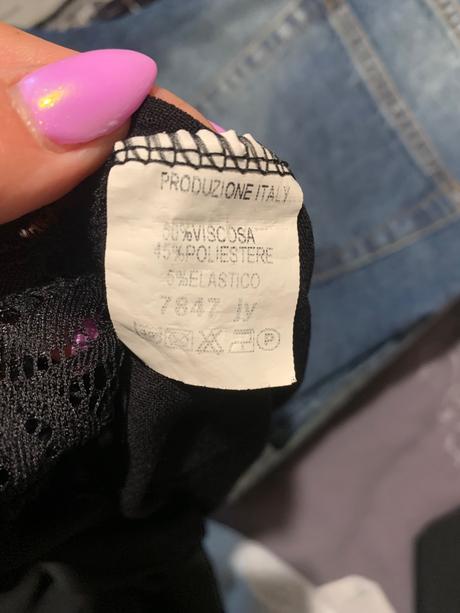 PRODUZIONE ITALY
50%VISCOSA
45%POLIESTERE
5%ELASTICO
7847 jy
P